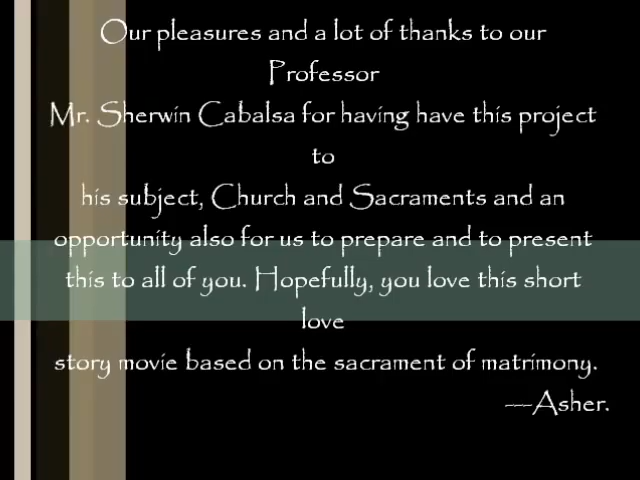 Our pleasures and a lot of thanks to our
Professor
Mr. Sherwin Cabalsa for having have this project
to
his subject, Church and Sacraments and an
opportunity also for us to prepare and to present
this to all of you. Hopefully, you love this short
love
story movie based on the sacrament of matrimony.
—Asher.